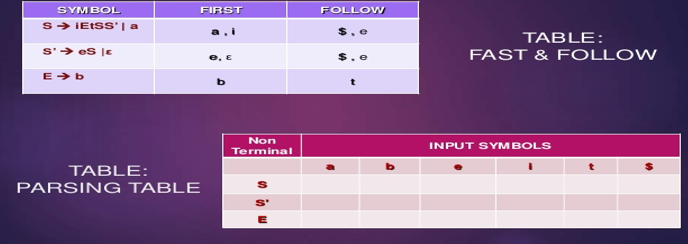 SYMBOL FIRST FOLLOW
S → iEtSS' | a a , i $ , e
S' → eS |ε e, ε $ , e
E → b b t
TABLE:
FAST & FOLLOW
TABLE:
PARSING TABLE
Non Terminal INPUT SYMBOLS
a b e i t $
S
S'
E